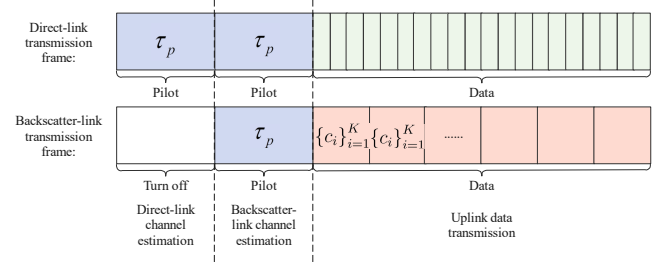 Direct-link
transmission
frame:
τ_p
τ_p
Pilot
Pilot
Data
Backscatter-link
transmission
frame:
τ_p
{c_i}_{i=1}^K
{c_i}_{i=1}^K
......
Turn off
Pilot
Data
Direct-link
channel
estimation
Backscatter-
link channel
estimation
Uplink data
transmission